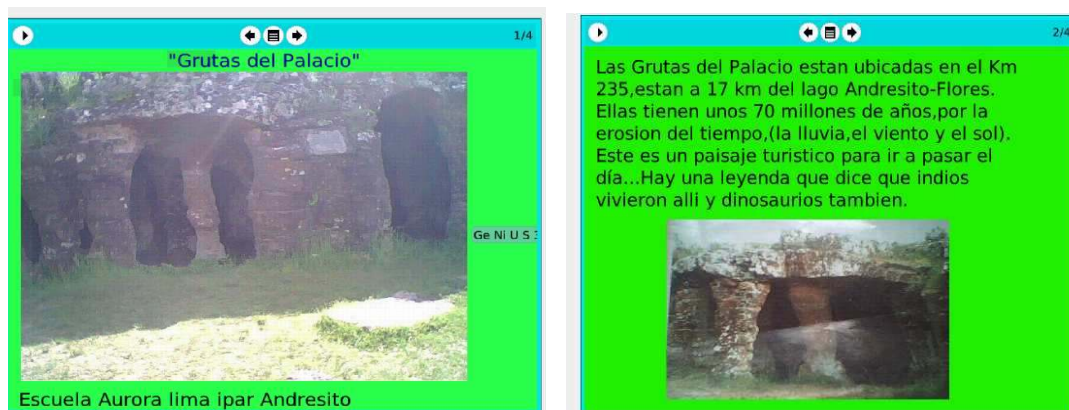 1/4
"Grutas del Palacio"
Ge Ni U S 3
Escuela Aurora lima ipar Andresito
2/4
Las Grutas del Palacio estan ubicadas en el Km
235,estan a 17 km del lago Andresito-Flores.
Ellas tienen unos 70 millones de años,por la
erosion del tiempo,(la lluvia,el viento y el sol).
Este es un paisaje turistico para ir a pasar el
día...Hay una leyenda que dice que indios
vivieron alli y dinosaurios tambien.